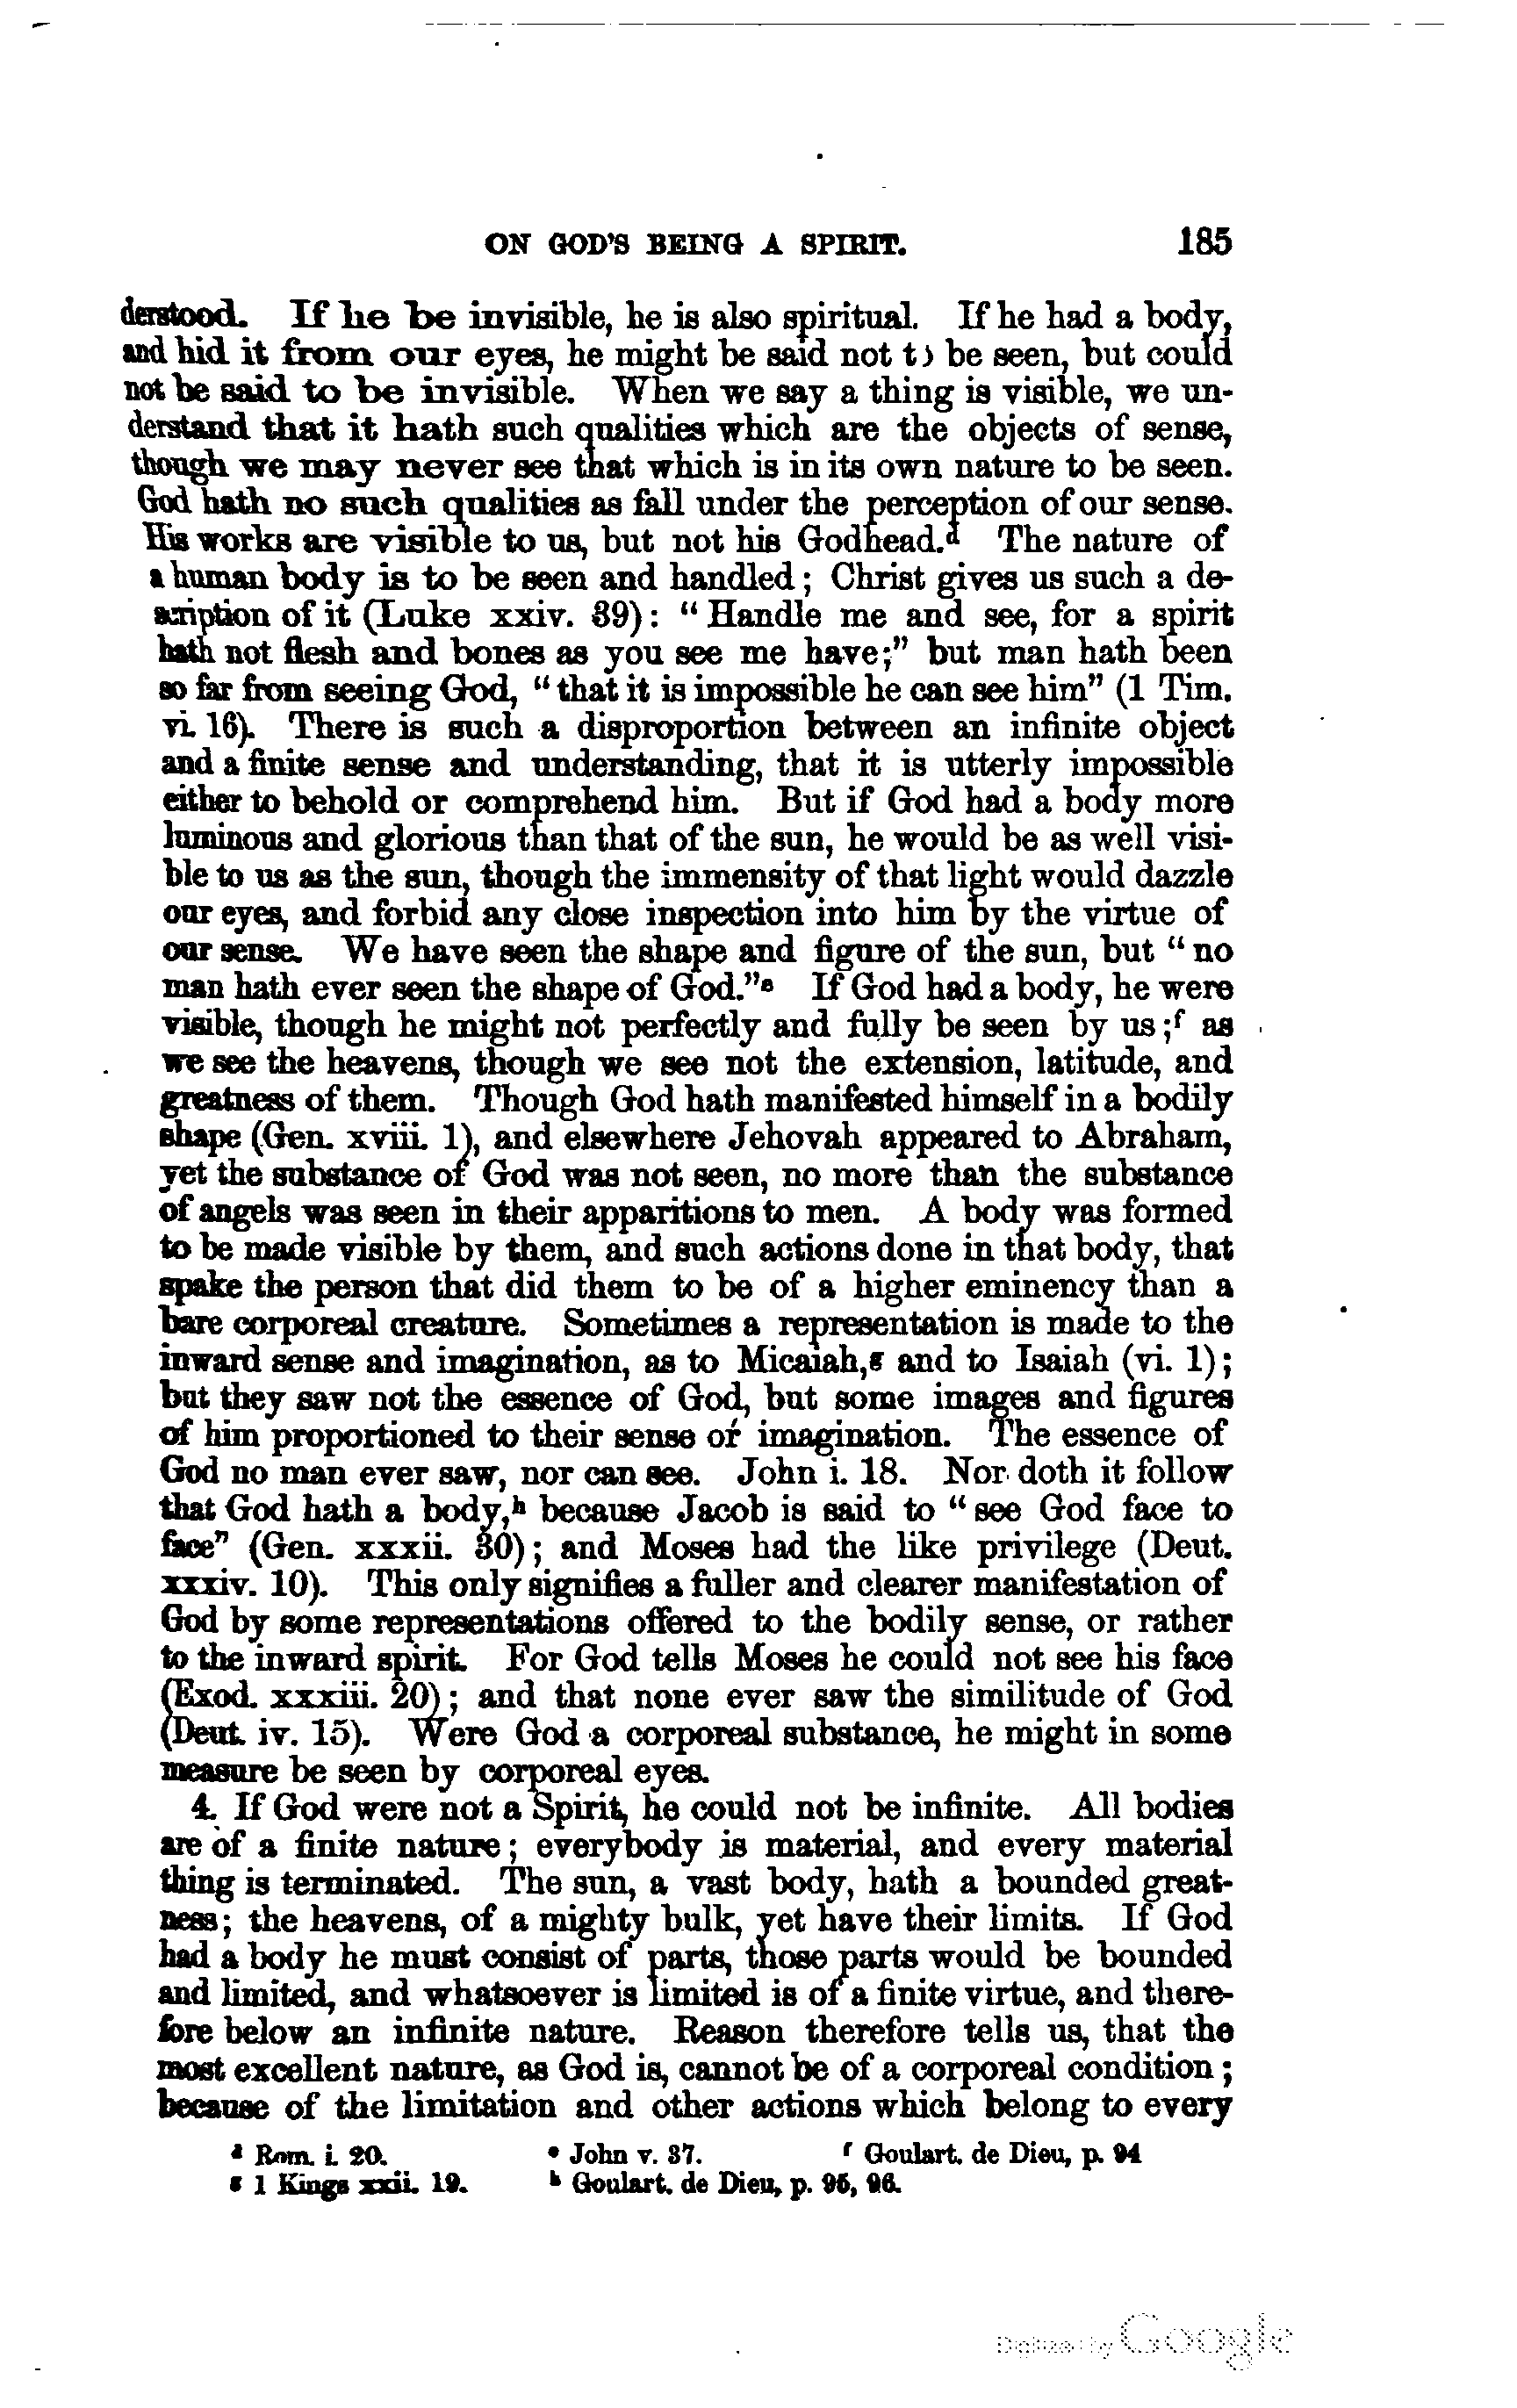 ON GOD'S BEING A SPIRIT. 185
derstood. If he be invisible, he is also spiritual. If he had a body,
and hid it from our eyes, he might be said not to be seen, but could
not be said to be invisible. When we say a thing is visible, we un-
derstand that it hath such qualities which are the objects of sense,
though we may never see that which is in its own nature to be seen.
God hath no such qualities as fall under the perception of our sense.
His works are visible to us, but not his Godhead.d The nature of
a human body is to be seen and handled; Christ gives us such a de-
scription of it (Luke xxiv. 39): "Handle me and see, for a spirit
hath not flesh and bones as you see me have;" but man hath been
so far from seeing God, "that it is impossible he can see him" (1 Tim.
vi. 16). There is such a disproportion between an infinite object
and a finite sense and understanding, that it is utterly impossible
either to behold or comprehend him. But if God had a body more
luminous and glorious than that of the sun, he would be as well visi-
ble to us as the sun, though the immensity of that light would dazzle
our eyes, and forbid any close inspection into him by the virtue of
our sense. We have seen the shape and figure of the sun, but "no
man hath ever seen the shape of God."e If God had a body, he were
visible, though he might not perfectly and fully be seen by us;f as
we see the heavens, though we see not the extension, latitude, and
greatness of them. Though God hath manifested himself in a bodily
shape (Gen. xviii. 1), and elsewhere Jehovah appeared to Abraham,
yet the substance of God was not seen, no more than the substance
of angels was seen in their apparitions to men. A body was formed
to be made visible by them, and such actions done in that body, that
spake the person that did them to be of a higher eminency than a
bare corporeal creature. Sometimes a representation is made to the
inward sense and imagination, as to Micaiah,g and to Isaiah (vi. 1);
but they saw not the essence of God, but some images and figures
of him proportioned to their sense or imagination. The essence of
God no man ever saw, nor can see. John i. 18. Nor doth it follow
that God hath a body,h because Jacob is said to "see God face to
face" (Gen. xxxii. 30); and Moses had the like privilege (Deut.
xxxiv. 10). This only signifies a fuller and clearer manifestation of
God by some representations offered to the bodily sense, or rather
to the inward spirit. For God tells Moses he could not see his face
(Exod. xxxiii. 20); and that none ever saw the similitude of God
(Deut. iv. 15). Were God a corporeal substance, he might in some
measure be seen by corporeal eyes.
4. If God were not a Spirit, he could not be infinite. All bodies
are of a finite nature; everybody is material, and every material
thing is terminated. The sun, a vast body, hath a bounded great-
ness; the heavens, of a mighty bulk, yet have their limits. If God
had a body he must consist of parts, those parts would be bounded
and limited, and whatsoever is limited is of a finite virtue, and there-
fore below an infinite nature. Reason therefore tells us, that the
most excellent nature, as God is, cannot be of a corporeal condition;
because of the limitation and other actions which belong to every
d Rom. i. 20. e John v. 37. f Goulart. de Dieu, p. 94
g 1 Kings xxii. 19. h Goulart. de Dieu, p. 95, 96.
Digitized by Google